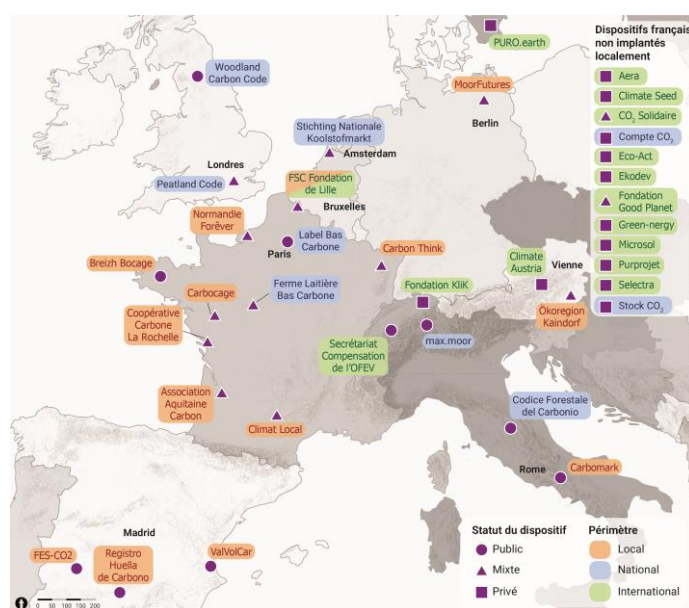 PURO.earth
Woodland
Carbon Code
MoorFutures
Berlin
Stichting Nationale
Koolstofmarkt
Amsterdam
Londres
Peatland Code
FSC Fondation
de Lille
Bruxelles
Normandie
Forêver
Label Bas
Carbone
Paris
Carbon Think
Breizh Bocage
Carbocage
Ferme Laitière
Bas Carbone
Climate
Austria
Vienne
Fondation KliK
Ökoregion
Kaindorf
Coopérative
Carbone
La Rochelle
Secrétariat
Compensation
de l'OFEV
max.moor
Association
Aquitaine
Carbon
Climat Local
Codice Forestale
del Carbonio
Rome
Carbomark
Madrid
FES-CO2
Registro
Huella
de Carbono
ValVolCar
0 50 100 150 200
Dispositifs français
non implantés
localement
Aera
Climate Seed
CO₂ Solidaire
Compte CO₂
Eco-Act
Ekodev
Fondation
Good Planet
Green-nergy
Microsol
Purprojet
Selectra
Stock CO₂
Statut du dispositif
Public
Mixte
Privé
Périmètre
Local
National
International